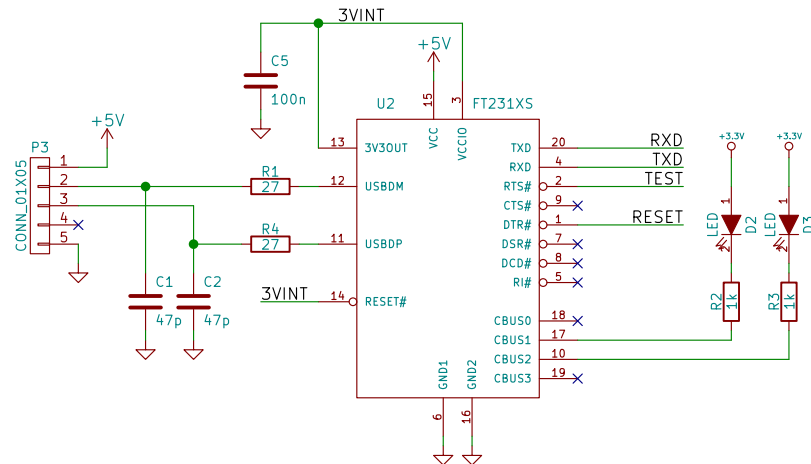 3VINT
+5V
C5
100n
U2
FT231XS
15
3
VCC
VCCIO
+5V
P3
CONN_01X05
1
2
3
4
5
R1
27
R4
27
C1
47p
C2
47p
3VINT
13
3V3OUT
12
USBDM
11
USBDP
14
RESET#
TXD
20
RXD
RXD
4
TXD
RTS#
2
TEST
CTS#
9
DTR#
1
RESET
DSR#
7
DCD#
8
RI#
5
CBUS0
18
CBUS1
17
CBUS2
10
CBUS3
19
GND1
GND2
6
16
+3.3V
+3.3V
1
LED
D2
2
1
LED
D3
2
R2
1k
R3
1k